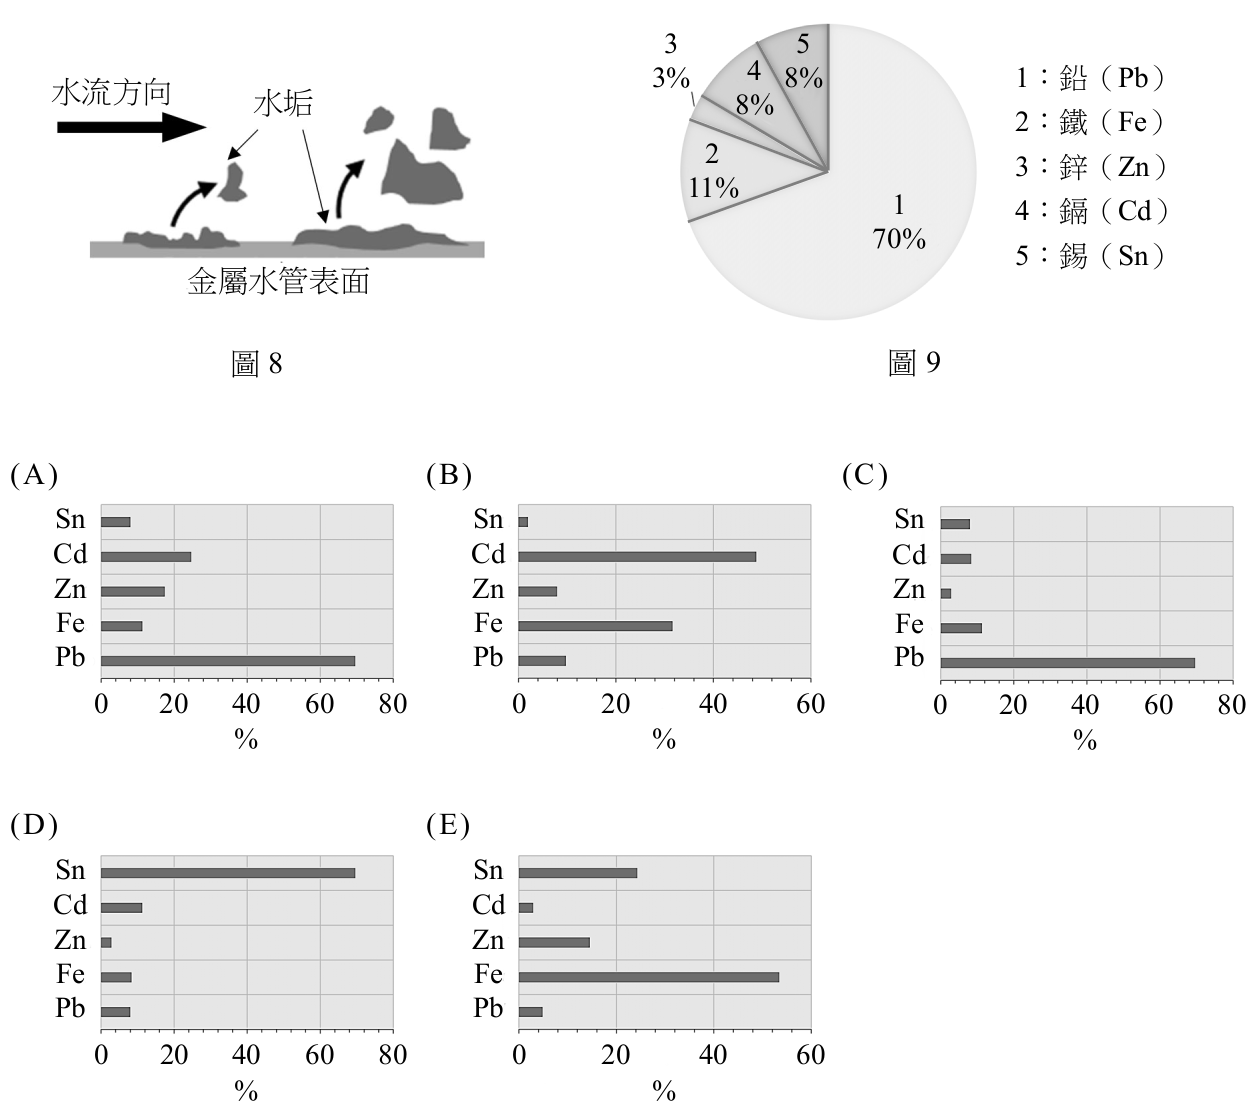 水流方向
水垢
金屬水管表面
圖 8
3
3%
4
8%
5
8%
2
11%
1
70%
1：鉛（Pb）
2：鐵（Fe）
3：鋅（Zn）
4：鎘（Cd）
5：錫（Sn）
圖 9
(A)
Sn
Cd
Zn
Fe
Pb
0 20 40 60 80
%
(B)
Sn
Cd
Zn
Fe
Pb
0 20 40 60
%
(C)
Sn
Cd
Zn
Fe
Pb
0 20 40 60 80
%
(D)
Sn
Cd
Zn
Fe
Pb
0 20 40 60 80
%
(E)
Sn
Cd
Zn
Fe
Pb
0 20 40 60
%